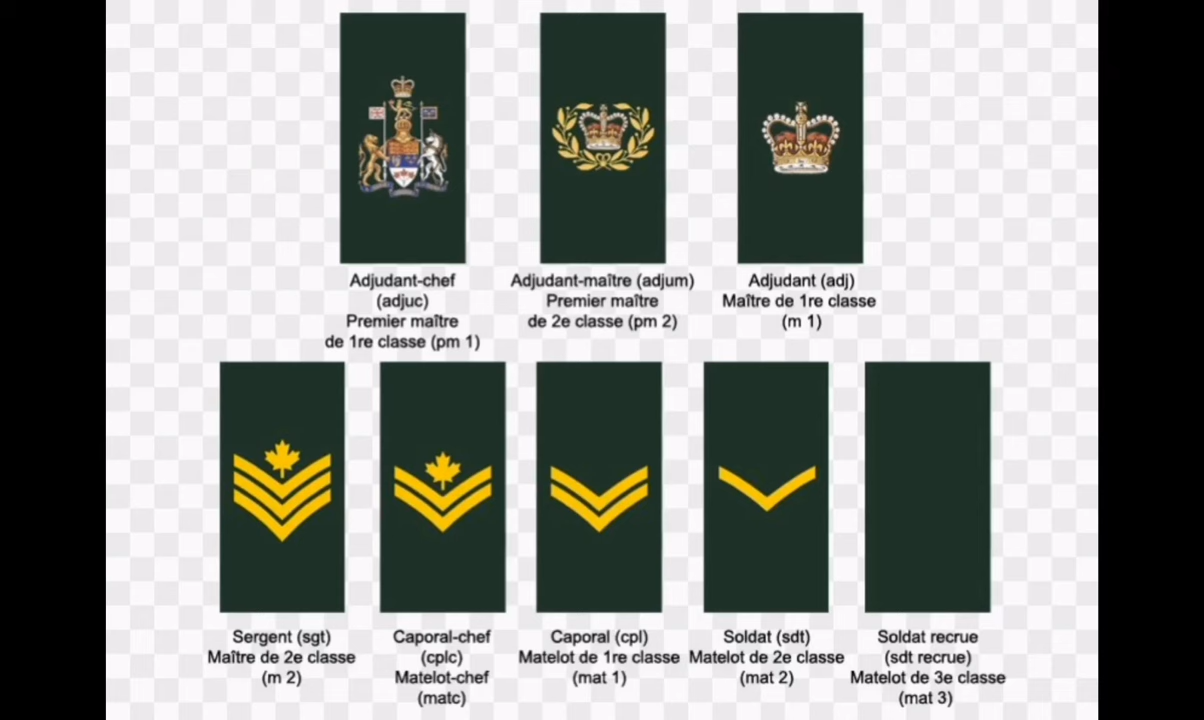 Adjudant-chef
(adjuc)
Premier maître
de 1re classe (pm 1)
Adjudant-maître (adjum)
Premier maître
de 2e classe (pm 2)
Adjudant (adj)
Maître de 1re classe
(m 1)
Sergent (sgt)
Maître de 2e classe
(m 2)
Caporal-chef
(cplc)
Matelot-chef
(matc)
Caporal (cpl)
Matelot de 1re classe
(mat 1)
Soldat (sdt)
Matelot de 2e classe
(mat 2)
Soldat recrue
(sdt recrue)
Matelot de 3e classe
(mat 3)